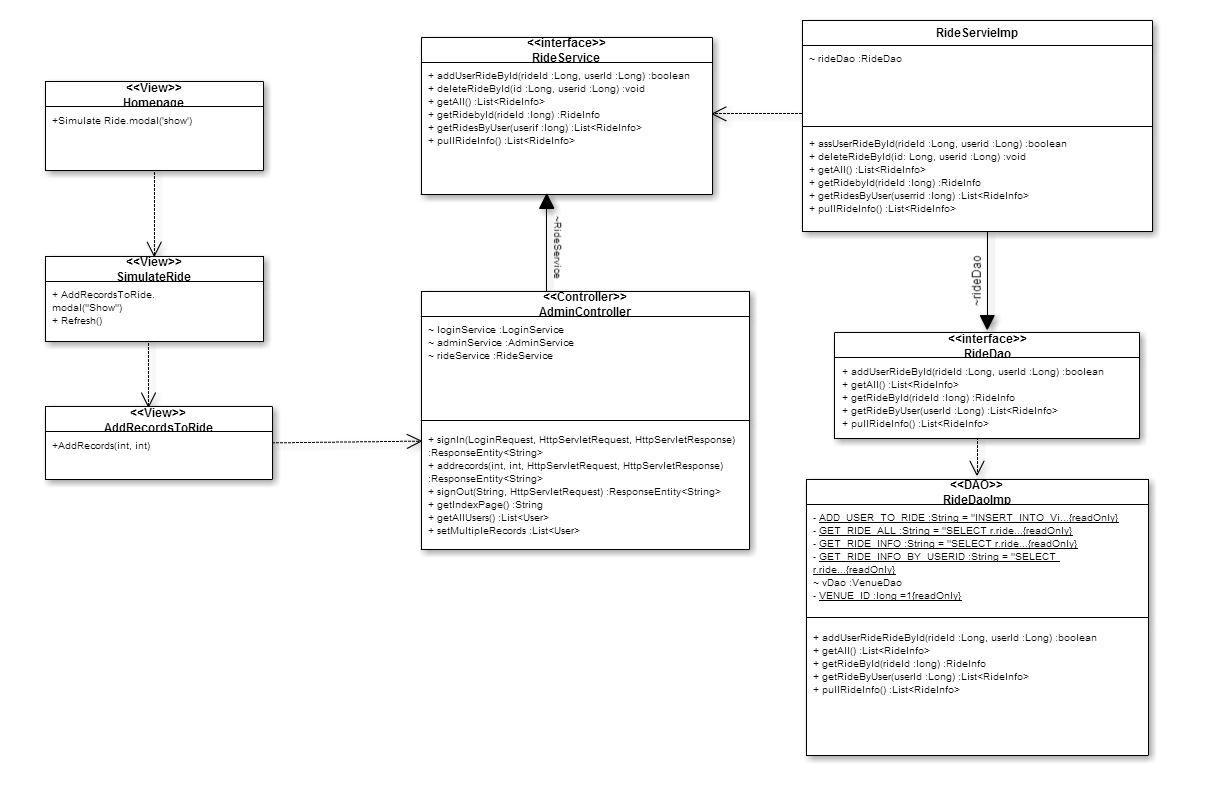 <<View>>
Homepage
+Simulate Ride.modal('show')
<<View>>
SimulateRide
+ AddRecordsToRide.
modal("Show")
+ Refresh()
<<View>>
AddRecordsToRide
+AddRecords(int, int)
<<interface>>
RideService
+ addUserRideById(rideId :Long, userId :Long) :boolean
+ deleteRideById(id :Long, userid :Long) :void
+ getAll() :List<RideInfo>
+ getRidebyId(rideId :long) :RideInfo
+ getRidesByUser(userif :long) :List<RideInfo>
+ pullRideInfo() :List<RideInfo>
~RideService
<<Controller>>
AdminController
~ loginService :LoginService
~ adminService :AdminService
~ rideService :RideService
+ signIn(LoginRequest, HttpServletRequest, HttpServletResponse)
:ResponseEntity<String>
+ addrecords(int, int, HttpServletRequest, HttpServletResponse)
:ResponseEntity<String>
+ signOut(String, HttpServletRequest) :ResponseEntity<String>
+ getIndexPage() :String
+ getAllUsers() :List<User>
+ setMultipleRecords :List<User>
RideServieImp
~ rideDao :RideDao
+ assUserRideById(rideId :Long, userid :Long) :boolean
+ deleteRideById(id: Long, userid :Long) :void
+ getAll() :List<RideInfo>
+ getRidebyId(rideId :long) :RideInfo
+ getRidesByUser(userrid :long) :List<RideInfo>
+ pullRideInfo() :List<RideInfo>
~rideDao
<<interface>>
RideDao
+ addUserRideById(rideId :Long, userId :Long) :boolean
+ getAll() :List<RideInfo>
+ getRideById(rideId :long) :RideInfo
+ getRideByUser(userId :Long) :List<RideInfo>
+ pullRideInfo() :List<RideInfo>
<<DAO>>
RideDaoImp
- ADD_USER_TO_RIDE :String = "INSERT_INTO_Vi...{readOnly}
- GET_RIDE_ALL :String = "SELECT r.ride...{readOnly}
- GET_RIDE_INFO :String = "SELECT r.ride...{readOnly}
- GET_RIDE_INFO_BY_USERID :String = "SELECT
r.ride...{readOnly}
~ vDao :VenueDao
- VENUE_ID :long =1{readOnly}
+ addUserRideRideById(rideId :Long, userId :Long) :boolean
+ getAll() :List<RideInfo>
+ getRideById(rideId :long) :RideInfo
+ getRideByUser(userId :Long) :List<RideInfo>
+ pullRideInfo() :List<RideInfo>